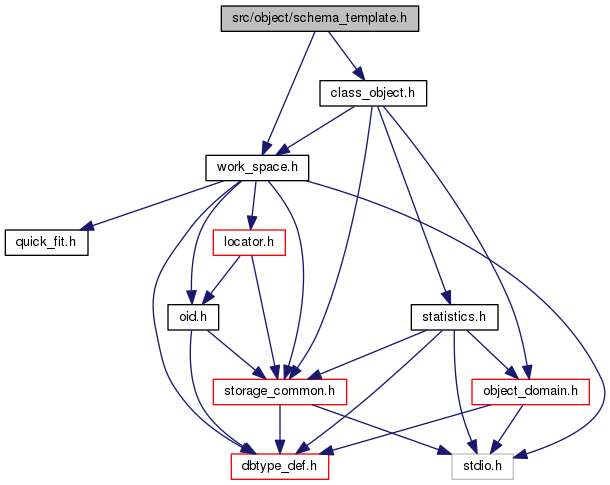 src/object/schema_template.h
class_object.h
work_space.h
quick_fit.h
locator.h
oid.h
statistics.h
storage_common.h
object_domain.h
dbtype_def.h
stdio.h